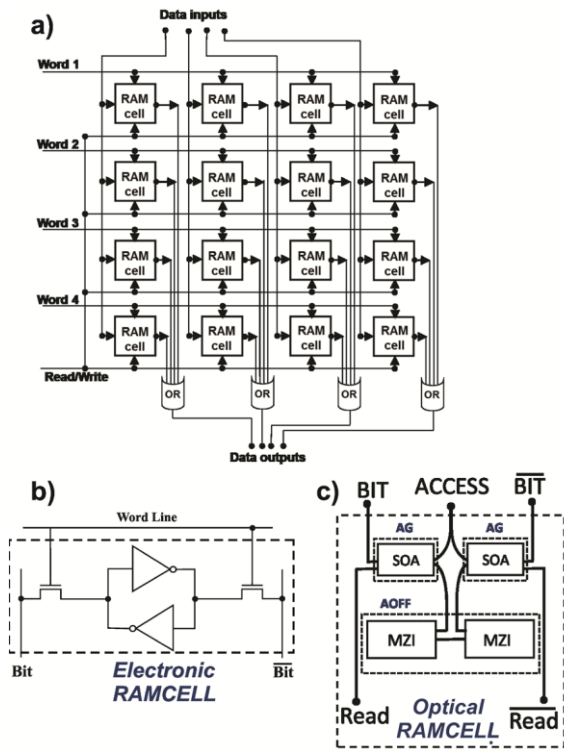 a)
Data inputs
Word 1
RAM cell RAM cell RAM cell RAM cell
Word 2
RAM cell RAM cell RAM cell RAM cell
Word 3
RAM cell RAM cell RAM cell RAM cell
Word 4
RAM cell RAM cell RAM cell RAM cell
Read/Write
OR OR OR OR
Data outputs
b)
Word Line
Bit
B̅i̅t̅
Electronic
RAMCELL
c)
BIT ACCESS B̅I̅T̅
AG AG
SOA SOA
AOFF
MZI MZI
Read R̅e̅a̅d̅
Optical
RAMCELL